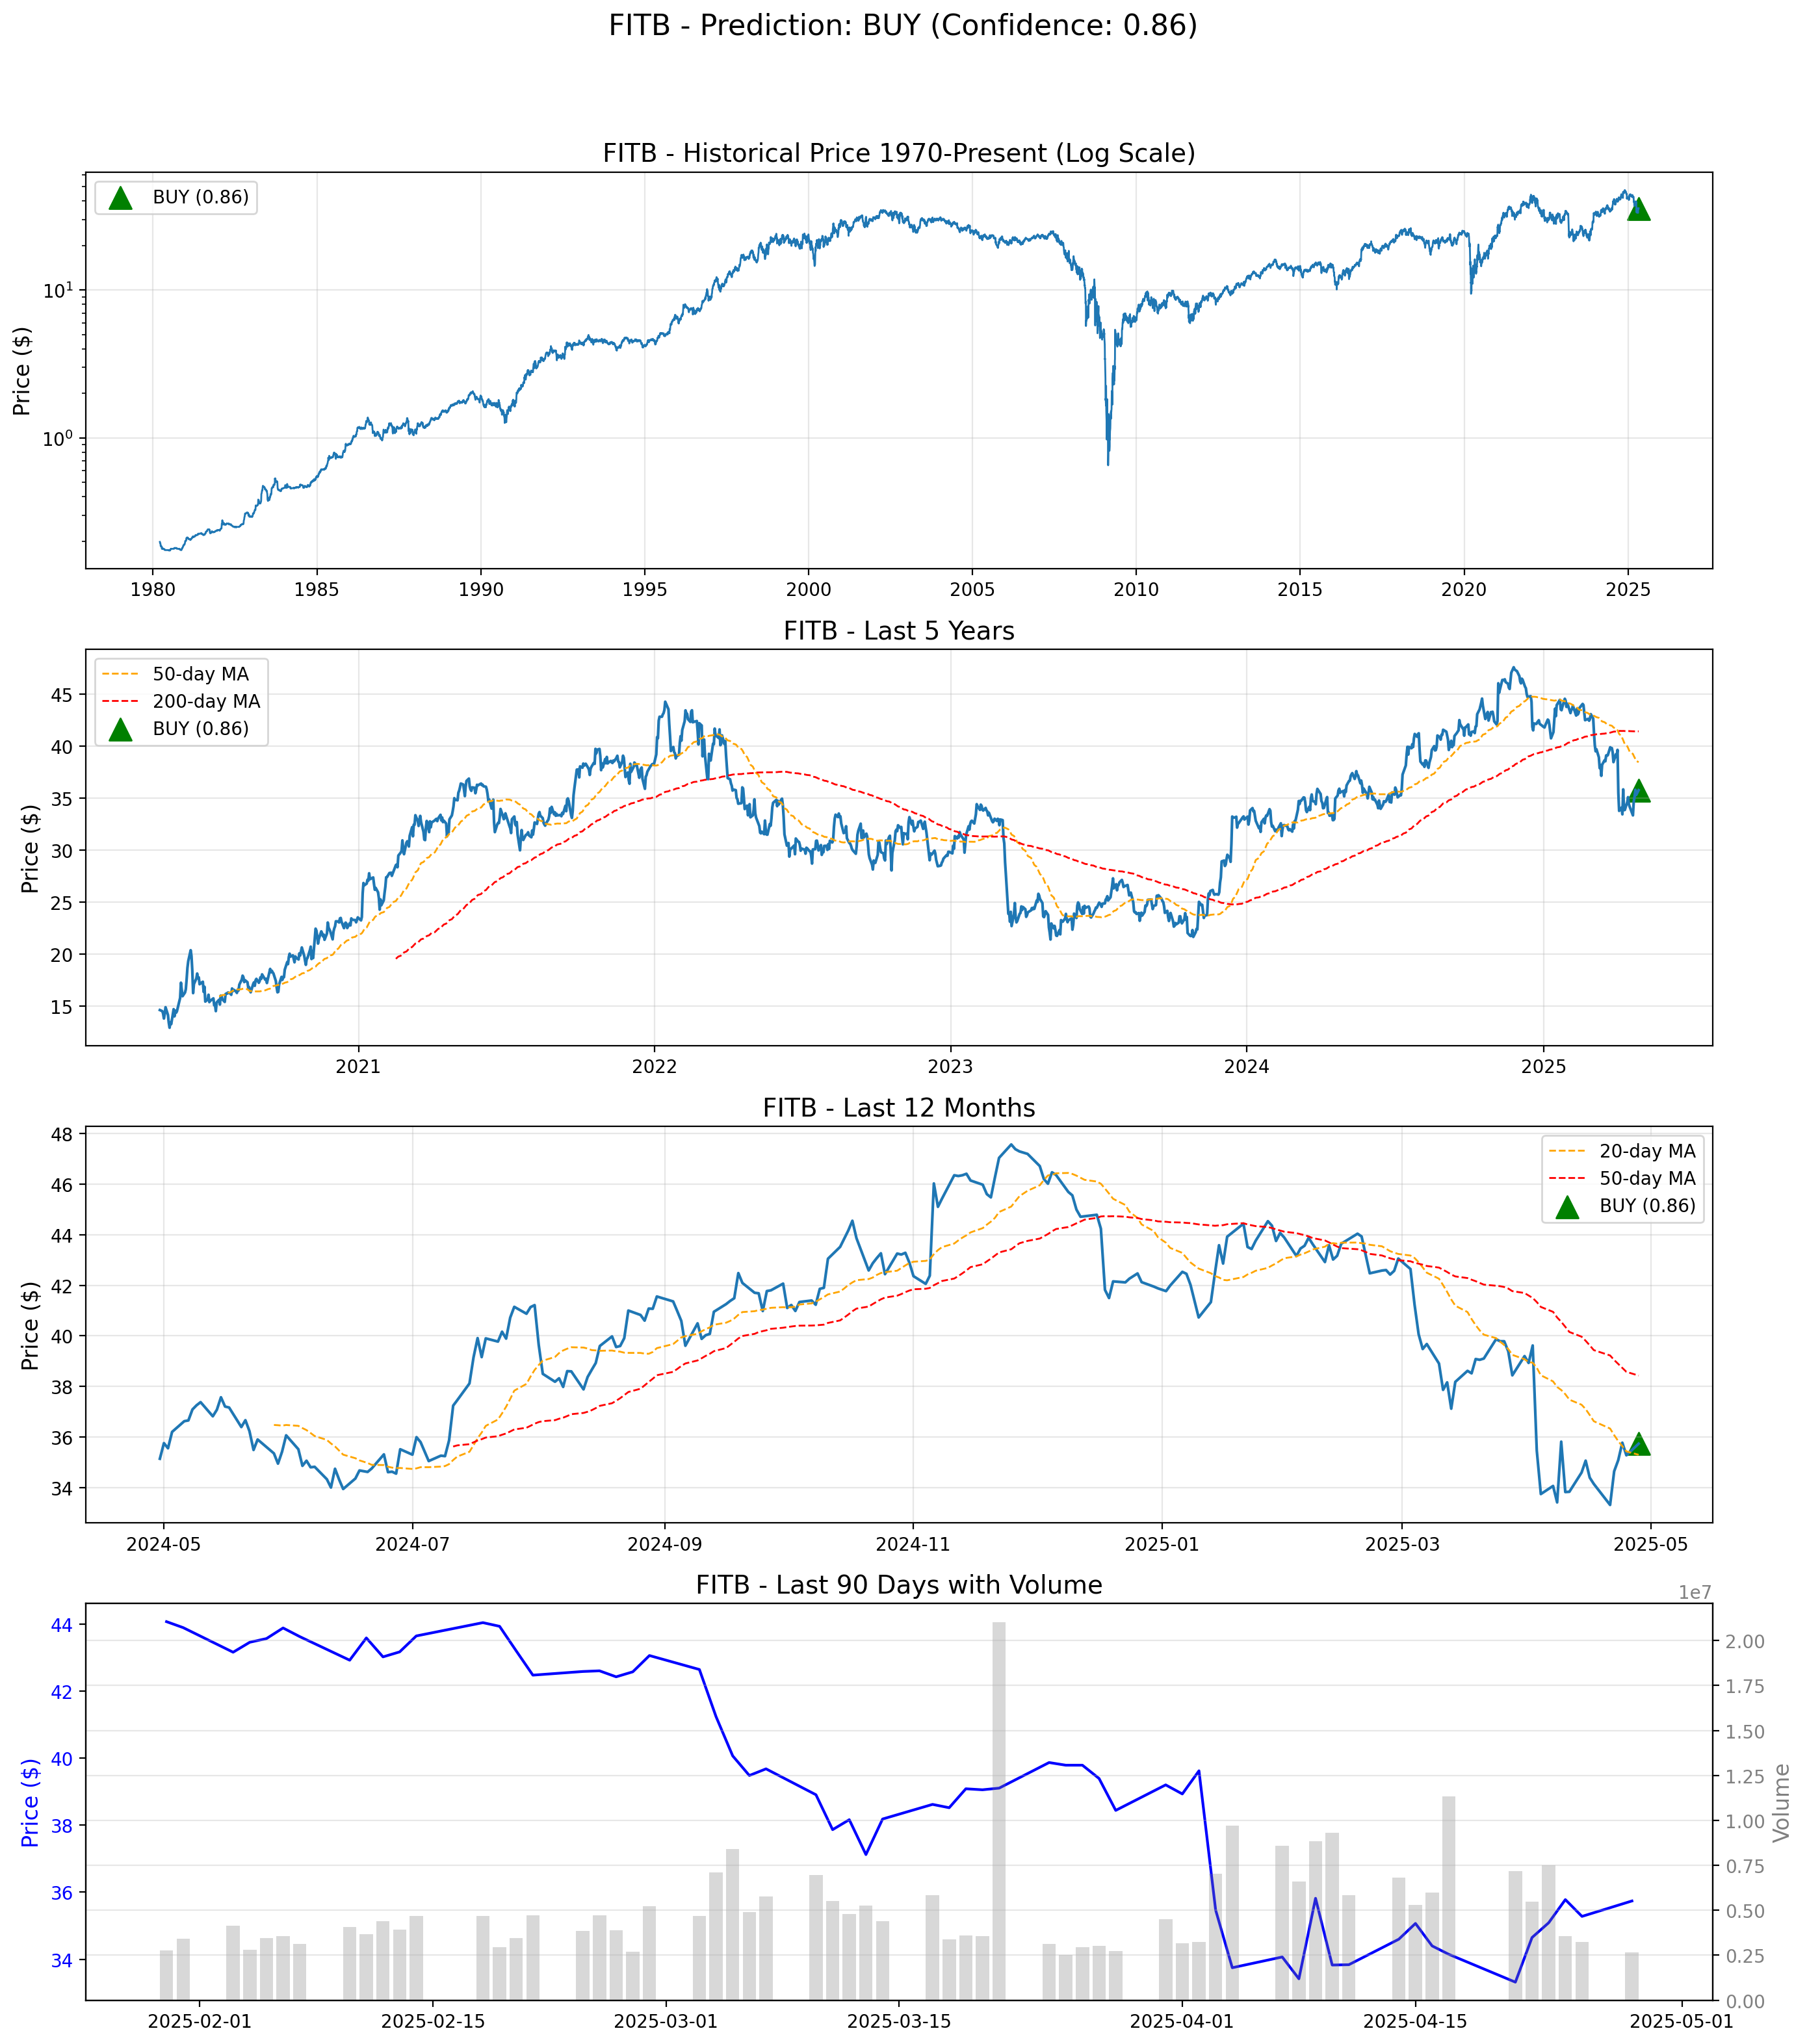 FITB - Prediction: BUY (Confidence: 0.86)
FITB - Historical Price 1970-Present (Log Scale)
BUY (0.86)
Price ($)
10¹
10⁰
1980 1985 1990 1995 2000 2005 2010 2015 2020 2025
FITB - Last 5 Years
50-day MA
200-day MA
BUY (0.86)
Price ($)
45
40
35
30
25
20
15
2021 2022 2023 2024 2025
FITB - Last 12 Months
20-day MA
50-day MA
BUY (0.86)
Price ($)
48
46
44
42
40
38
36
34
2024-05 2024-07 2024-09 2024-11 2025-01 2025-03 2025-05
FITB - Last 90 Days with Volume
1e7
Price ($)
44
42
40
38
36
34
2.00
1.75
1.50
1.25
1.00
0.75
0.50
0.25
0.00
Volume
2025-02-01 2025-02-15 2025-03-01 2025-03-15 2025-04-01 2025-04-15 2025-05-01